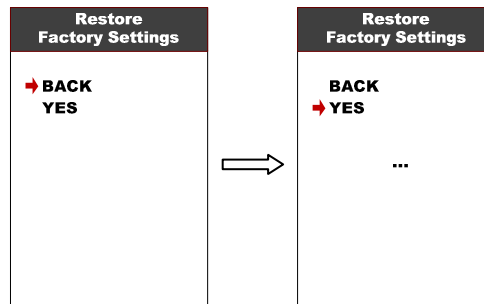 Restore
Factory Settings
BACK
YES
Restore
Factory Settings
BACK
YES
...